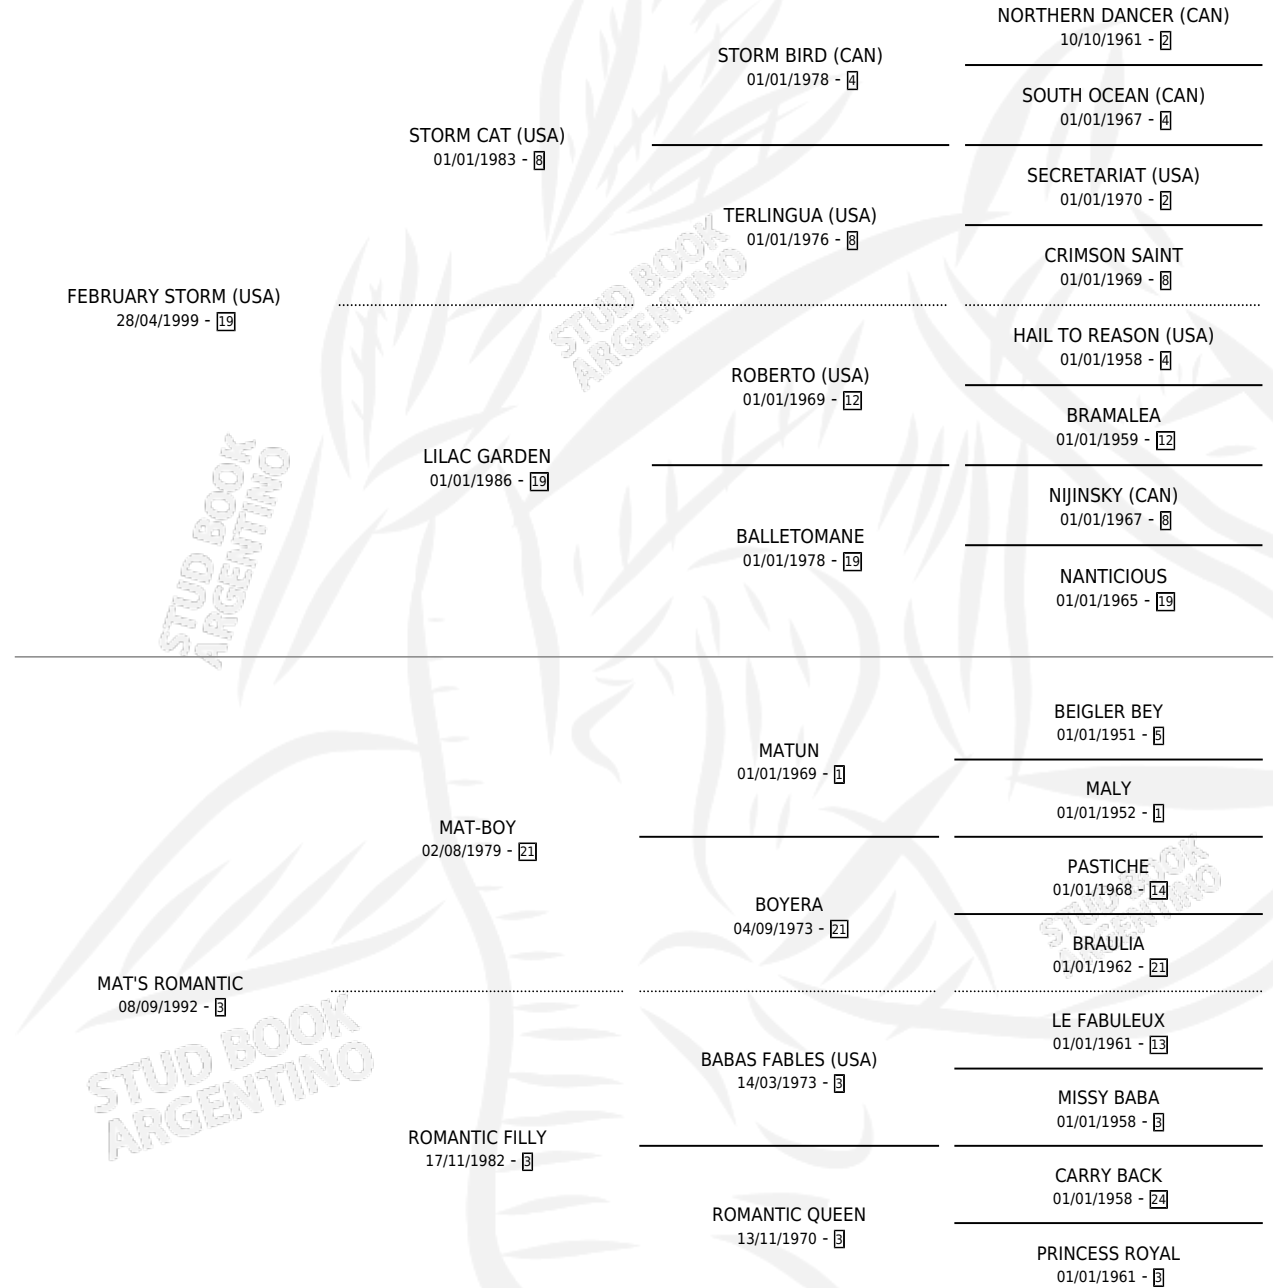 NORTHERN DANCER (CAN)
10/10/1961 - 2
STORM BIRD (CAN)
01/01/1978 - 4
SOUTH OCEAN (CAN)
01/01/1967 - 4
STORM CAT (USA)
01/01/1983 - 8
SECRETARIAT (USA)
01/01/1970 - 2
TERLINGUA (USA)
01/01/1976 - 8
CRIMSON SAINT
01/01/1969 - 8
FEBRUARY STORM (USA)
28/04/1999 - 19
HAIL TO REASON (USA)
01/01/1958 - 4
ROBERTO (USA)
01/01/1969 - 12
BRAMALEA
01/01/1959 - 12
LILAC GARDEN
01/01/1986 - 19
NIJINSKY (CAN)
01/01/1967 - 8
BALLETOMANE
01/01/1978 - 19
NANTICIOUS
01/01/1965 - 19
BEIGLER BEY
01/01/1951 - 5
MATUN
01/01/1969 - 1
MALY
01/01/1952 - 1
MAT-BOY
02/08/1979 - 21
PASTICHE
01/01/1968 - 14
BOYERA
04/09/1973 - 21
BRAULIA
01/01/1962 - 21
MAT'S ROMANTIC
08/09/1992 - 3
LE FABULEUX
01/01/1961 - 13
BABAS FABLES (USA)
14/03/1973 - 3
MISSY BABA
01/01/1958 - 3
ROMANTIC FILLY
17/11/1982 - 3
CARRY BACK
01/01/1958 - 24
ROMANTIC QUEEN
13/11/1970 - 3
PRINCESS ROYAL
01/01/1961 - 3
STUD BOOK
ARGENTINO
STUD BOOK
ARGENTINO
STUD BOOK
ARGENTINO
STUD BOOK
ARGENTINO